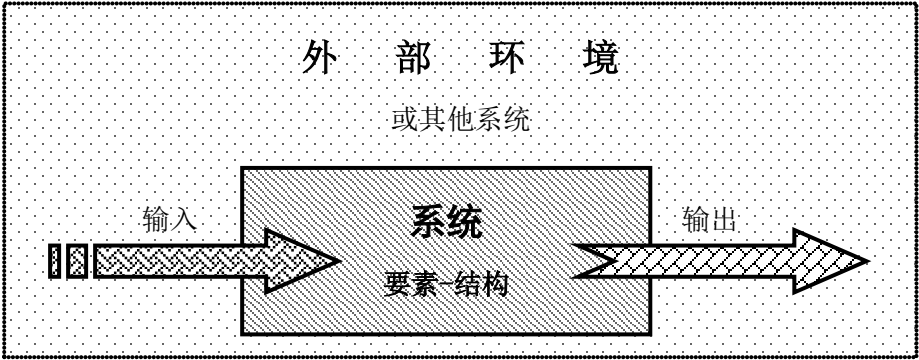 外 部 环 境
或其他系统
系统
输入
输出
要素-结构